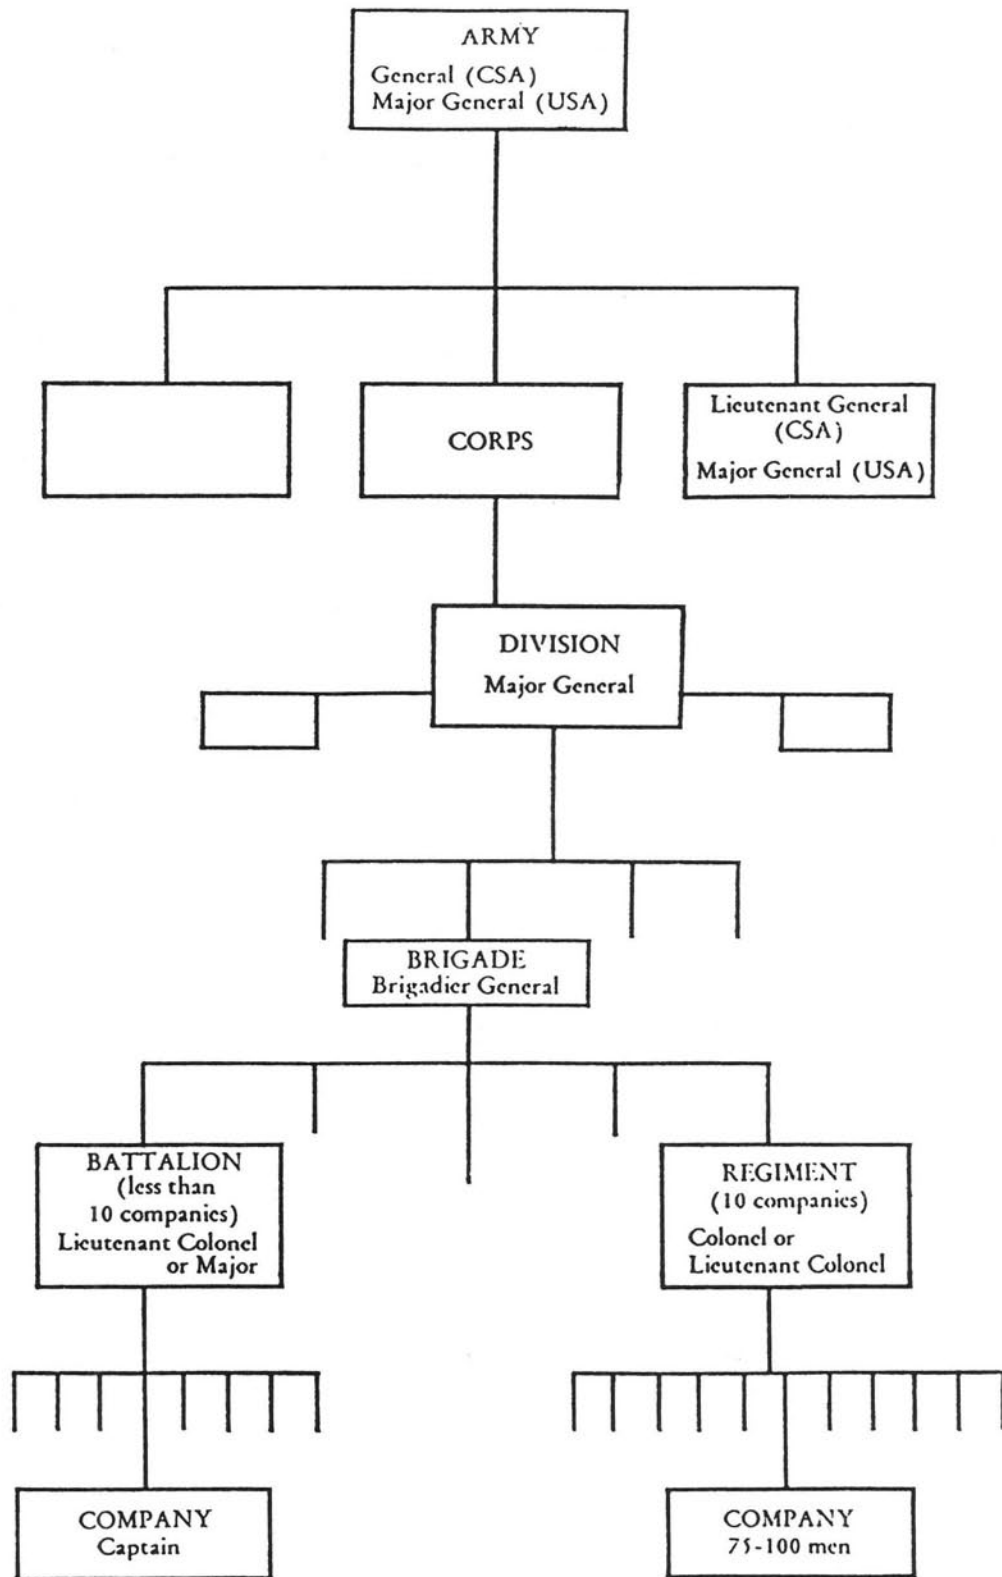 ARMY
General (CSA)
Major General (USA)
CORPS
Lieutenant General
(CSA)
Major General (USA)
DIVISION
Major General
BRIGADE
Brigadier General
BATTALION
(less than
10 companies)
Lieutenant Colonel
or Major
REGIMENT
(10 companies)
Colonel or
Lieutenant Colonel
COMPANY
Captain
COMPANY
75-100 men